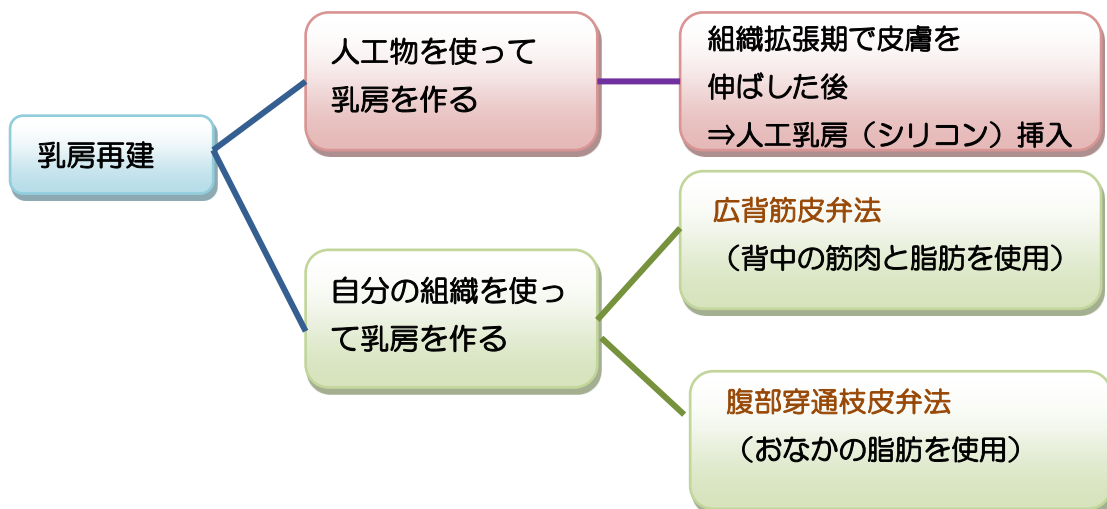 乳房再建
人工物を使って
乳房を作る
組織拡張期で皮膚を
伸ばした後
⇒人工乳房（シリコン）挿入
自分の組織を使っ
て乳房を作る
広背筋皮弁法
（背中の筋肉と脂肪を使用）
腹部穿通枝皮弁法
（おなかの脂肪を使用）